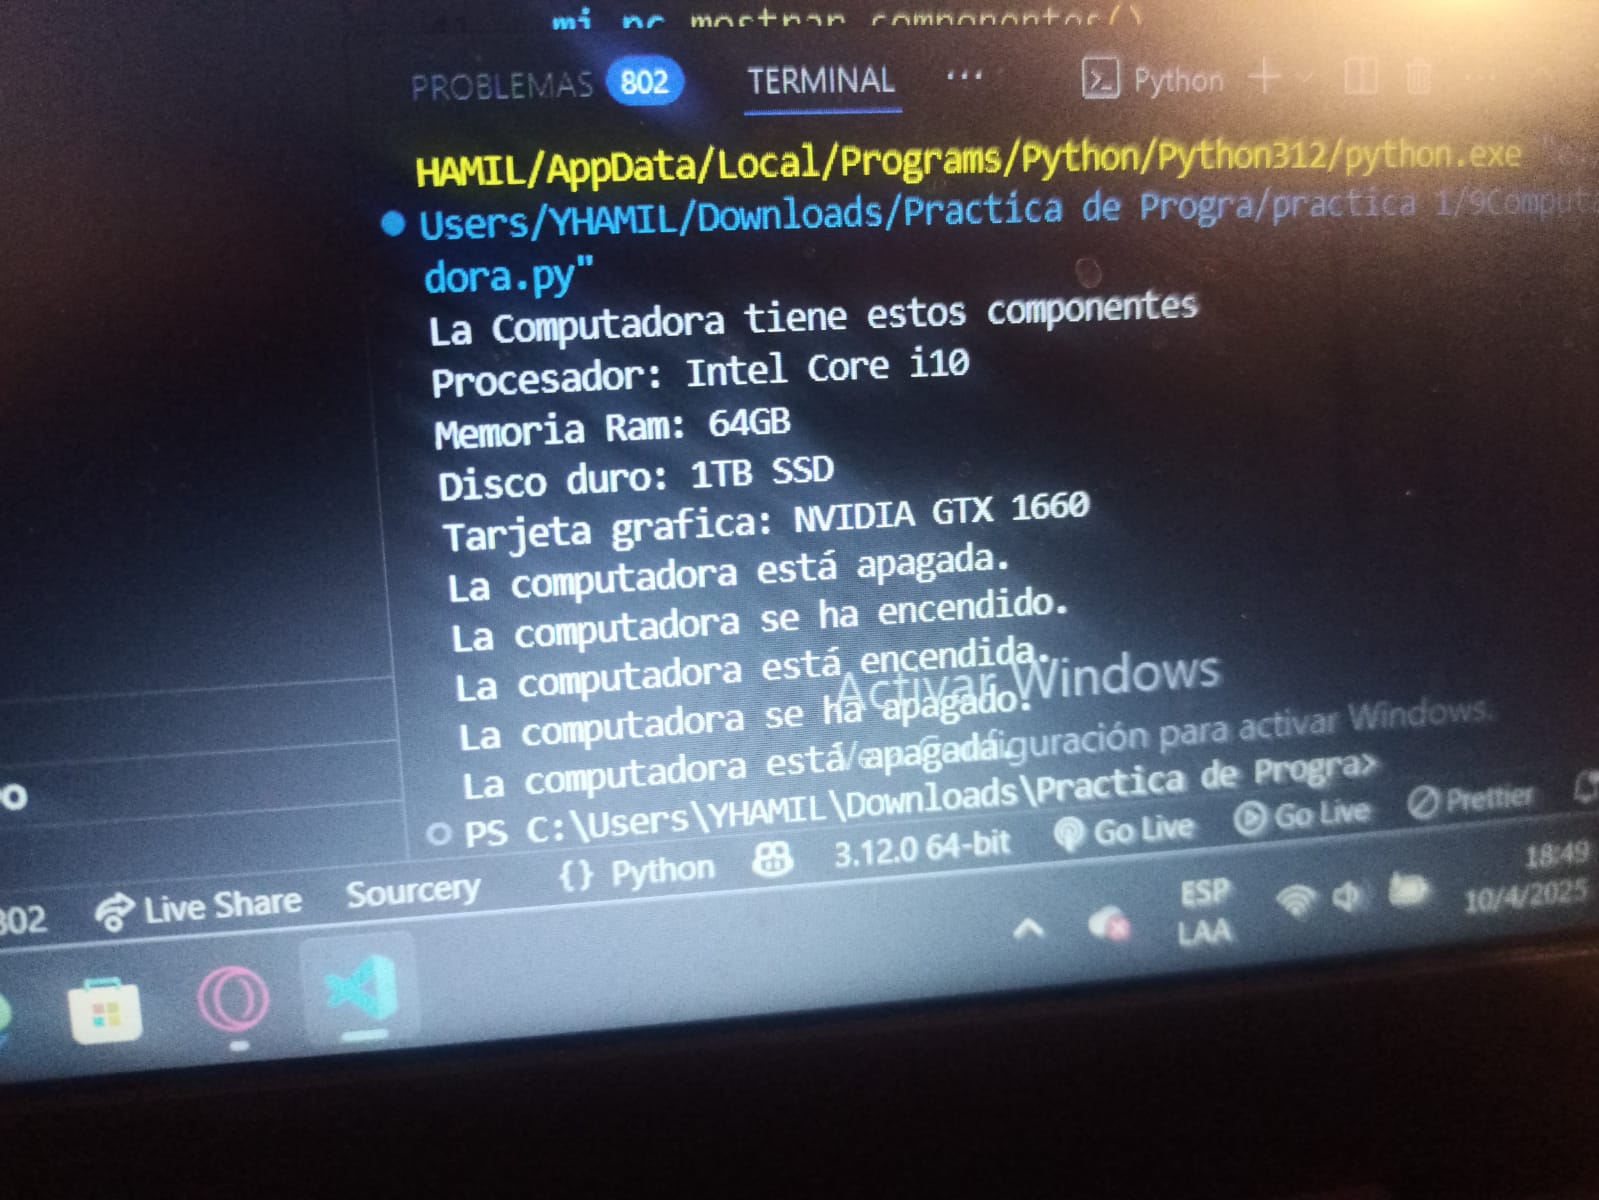 mi_pc.mostrar_componentes()
PROBLEMAS 802 TERMINAL ... Python
HAMIL/AppData/Local/Programs/Python/Python312/python.exe
Users/YHAMIL/Downloads/Practica de Progra/practica 1/9Computa
dora.py"
La Computadora tiene estos componentes
Procesador: Intel Core i10
Memoria Ram: 64GB
Disco duro: 1TB SSD
Tarjeta grafica: NVIDIA GTX 1660
La computadora está apagada.
La computadora se ha encendido.
La computadora está encendida.
Activar Windows
La computadora se ha apagado.
configuración para activar Windows.
La computadora está apagada.
PS C:\Users\YHAMIL\Downloads\Practica de Progra>
o
802 Live Share Sourcery {} Python 3.12.0 64-bit Go Live Go Live Prettier
ESP
LAA
18:49
10/4/2025